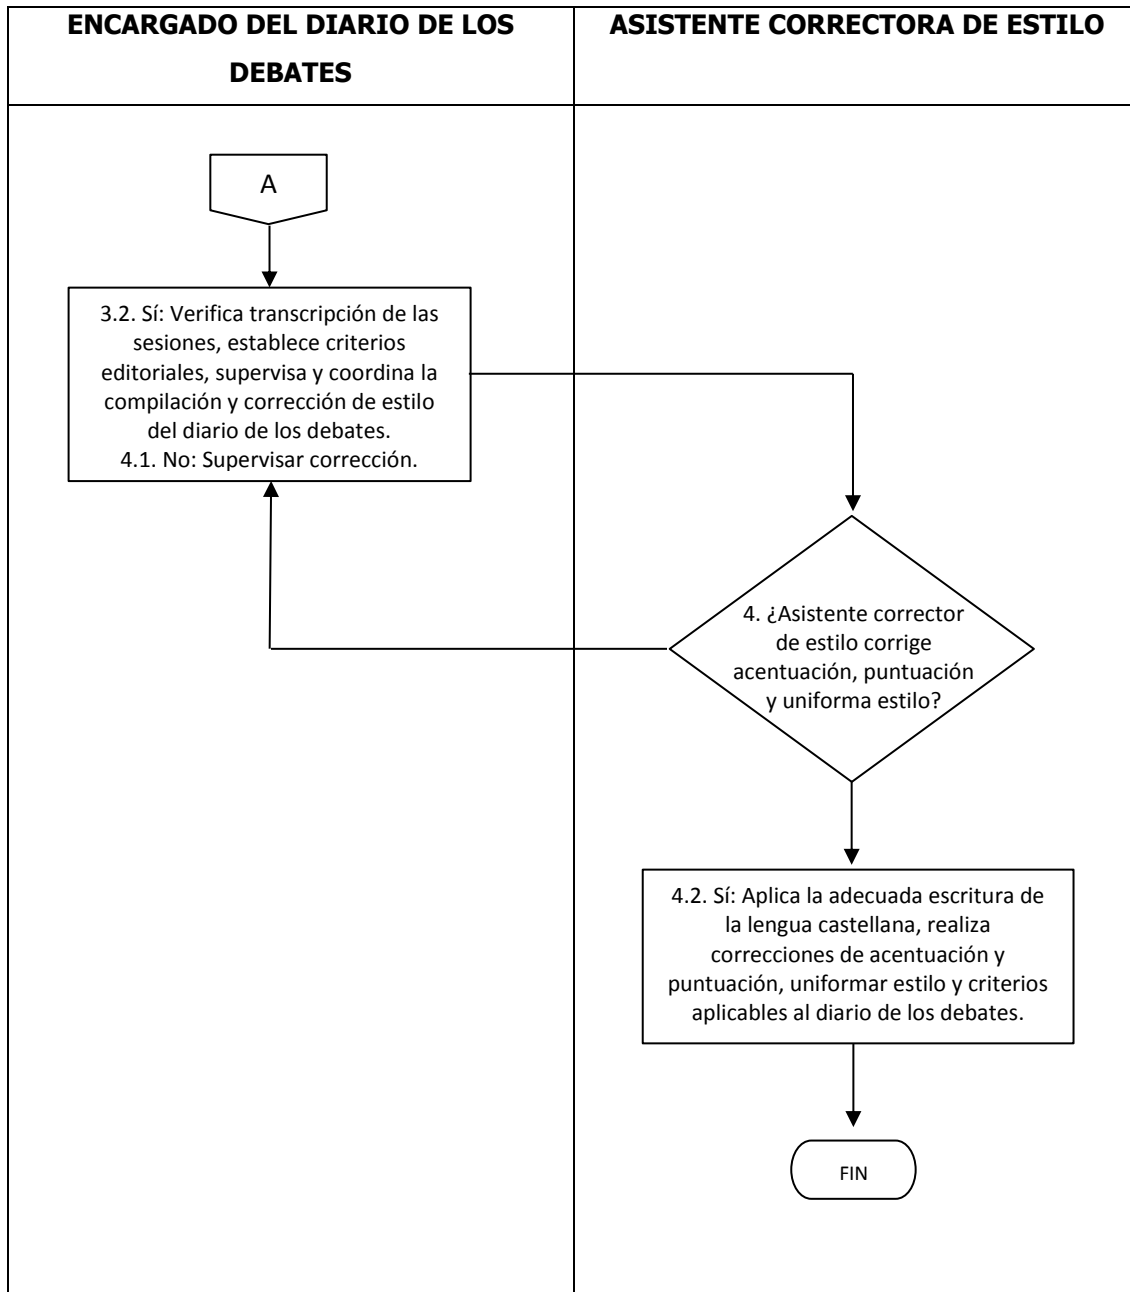 ENCARGADO DEL DIARIO DE LOS
DEBATES
ASISTENTE CORRECTORA DE ESTILO
A
3.2. Sí: Verifica transcripción de las
sesiones, establece criterios
editoriales, supervisa y coordina la
compilación y corrección de estilo
del diario de los debates.
4.1. No: Supervisar corrección.
4. ¿Asistente corrector
de estilo corrige
acentuación, puntuación
y uniforma estilo?
4.2. Sí: Aplica la adecuada escritura de
la lengua castellana, realiza
correcciones de acentuación y
puntuación, uniformar estilo y criterios
aplicables al diario de los debates.
FIN